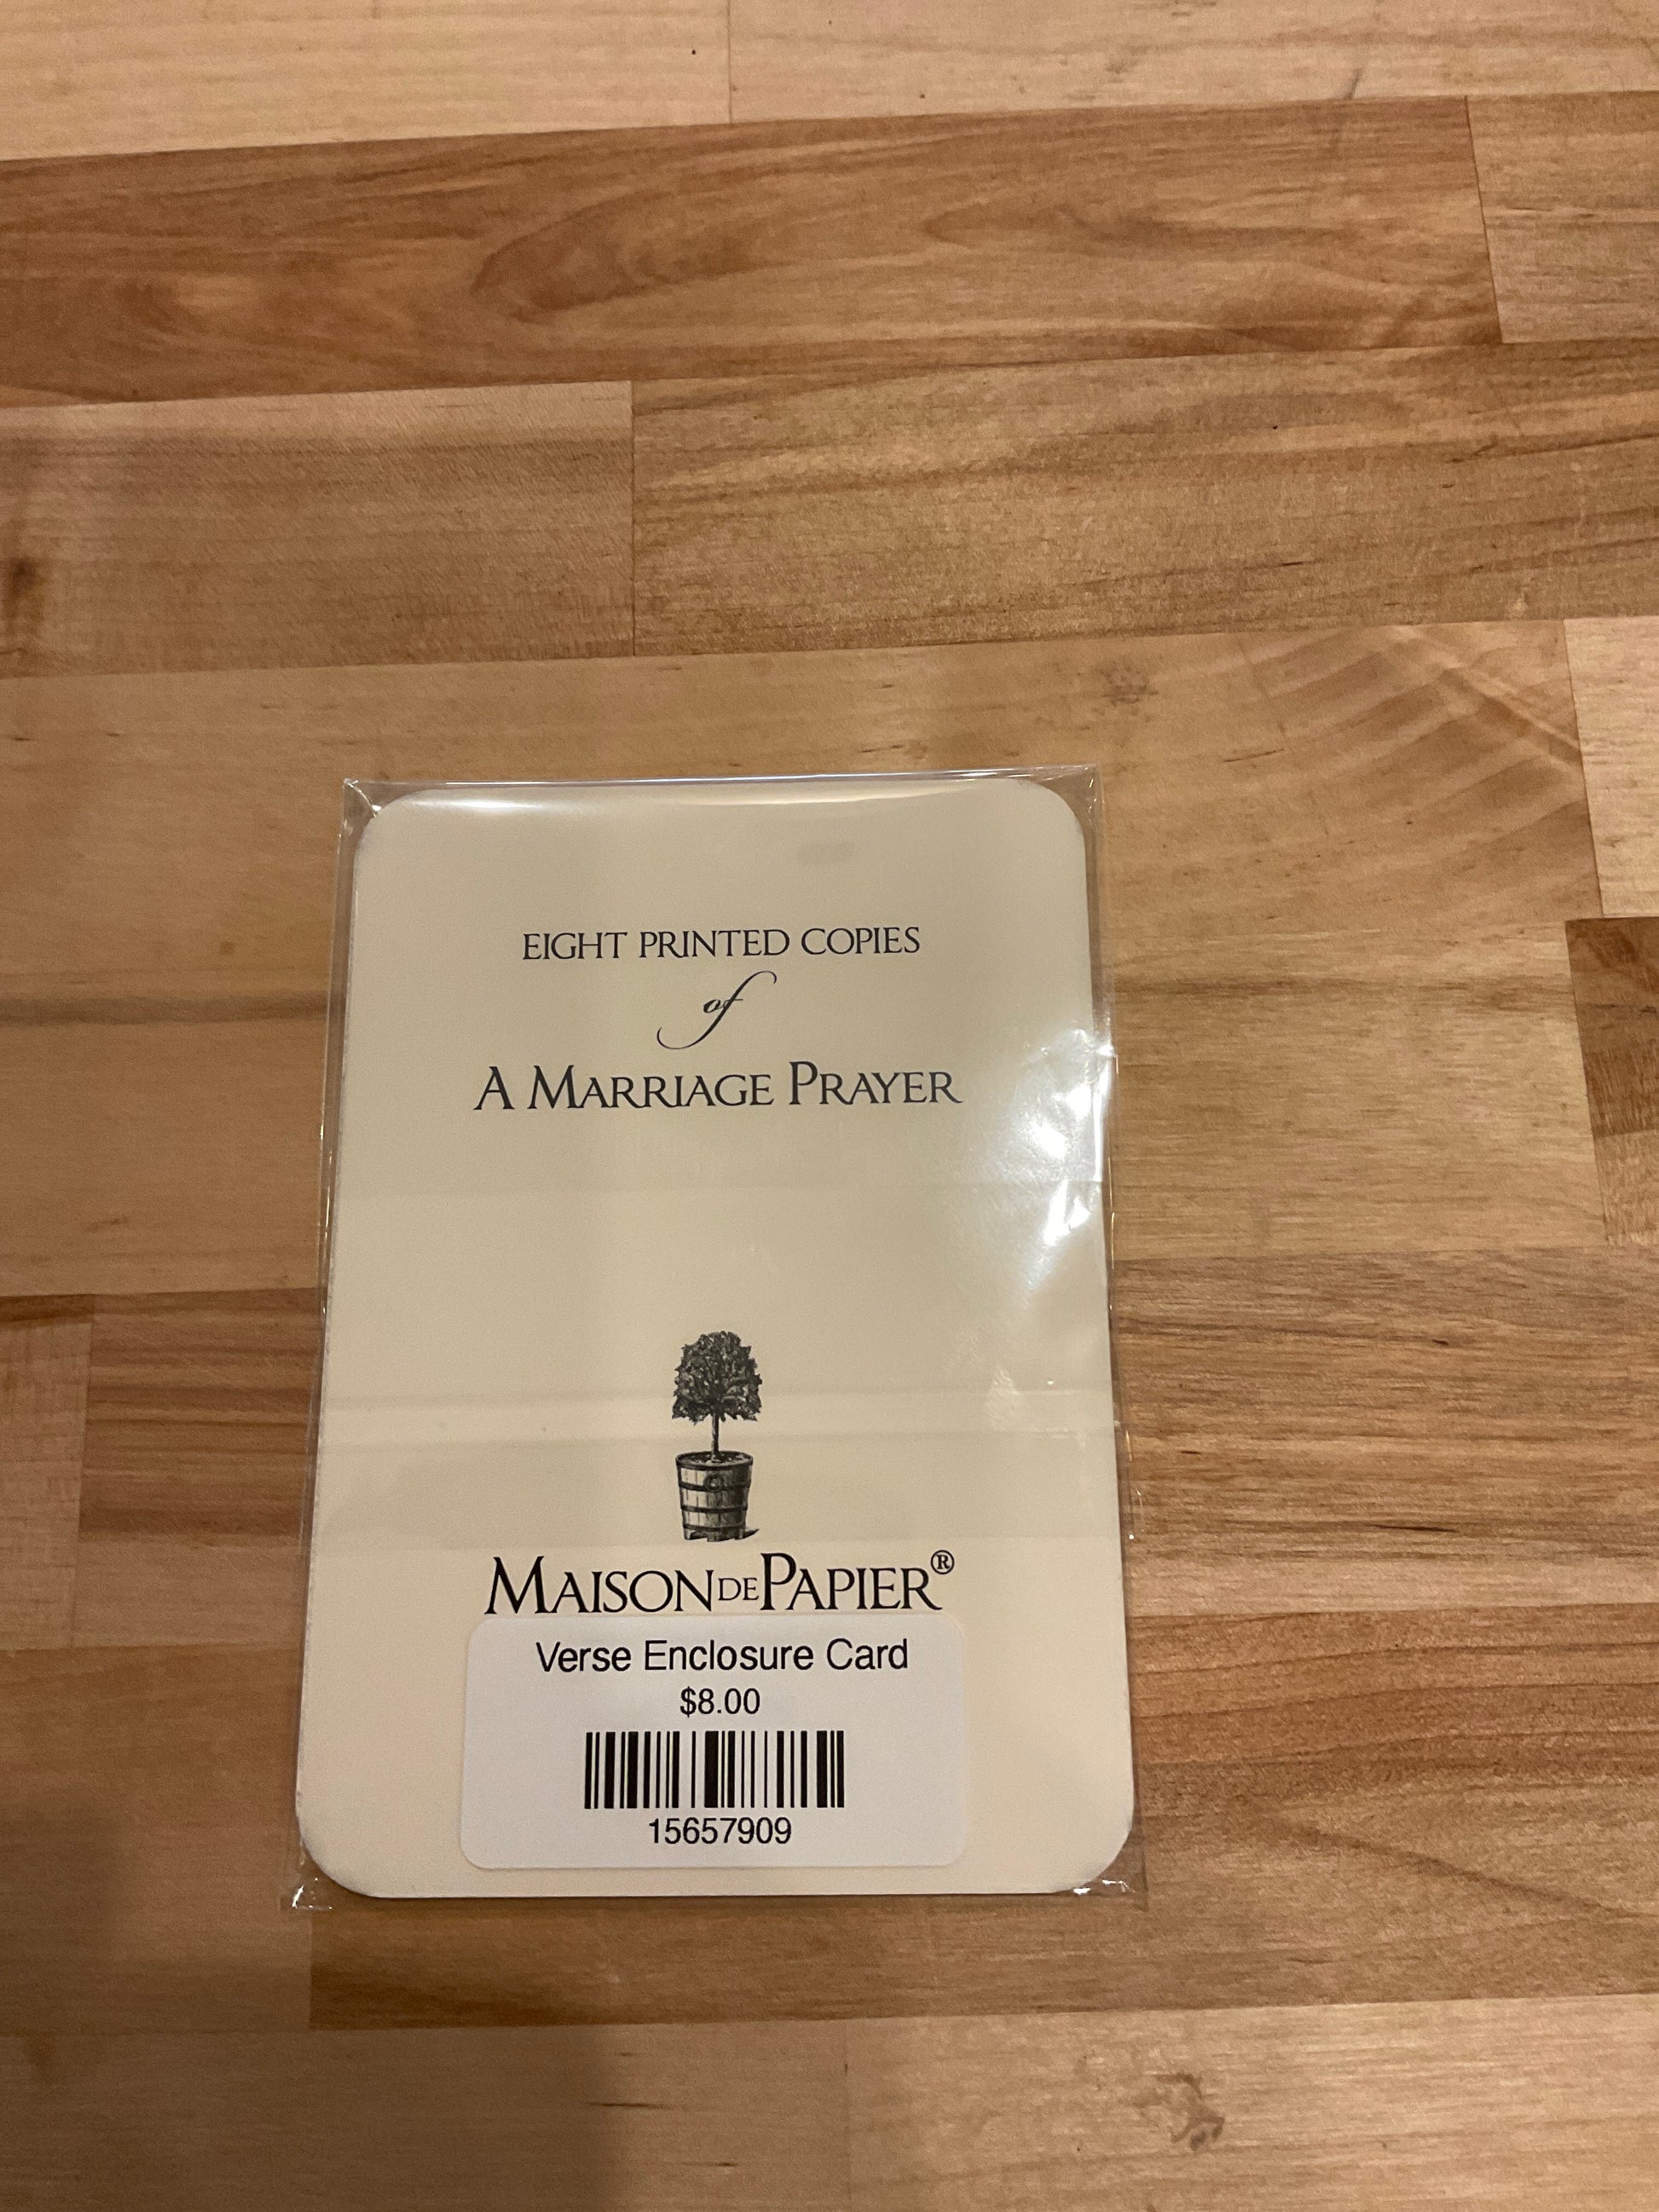 EIGHT PRINTED COPIES
of
A MARRIAGE PRAYER
MAISON DE PAPIER®
Verse Enclosure Card
$8.00
15657909